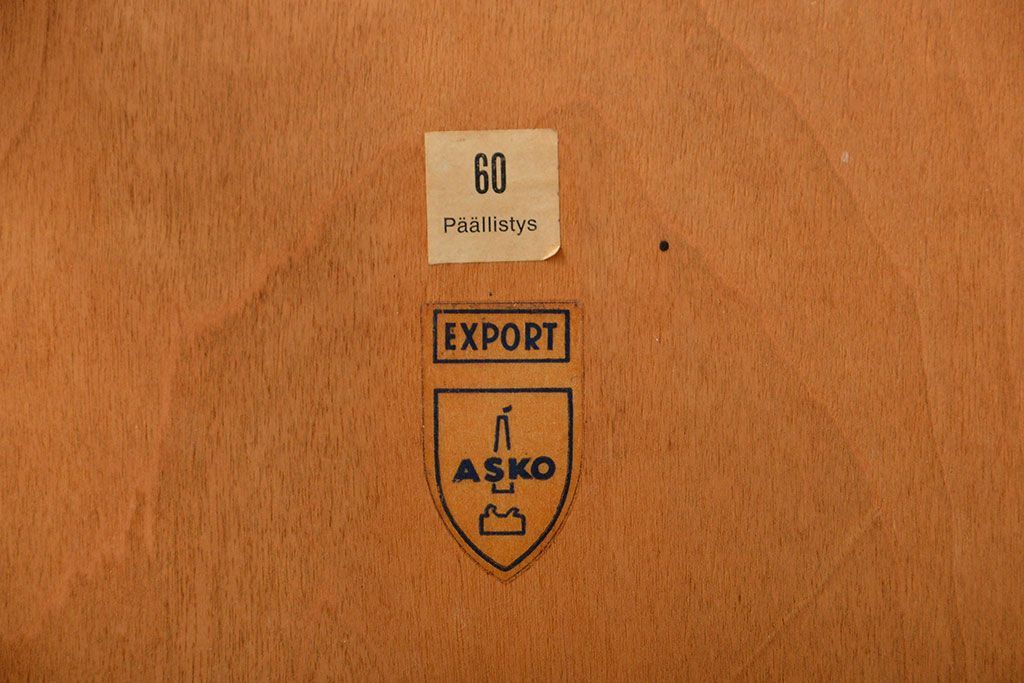 60
Päällistys
EXPORT
ASKO